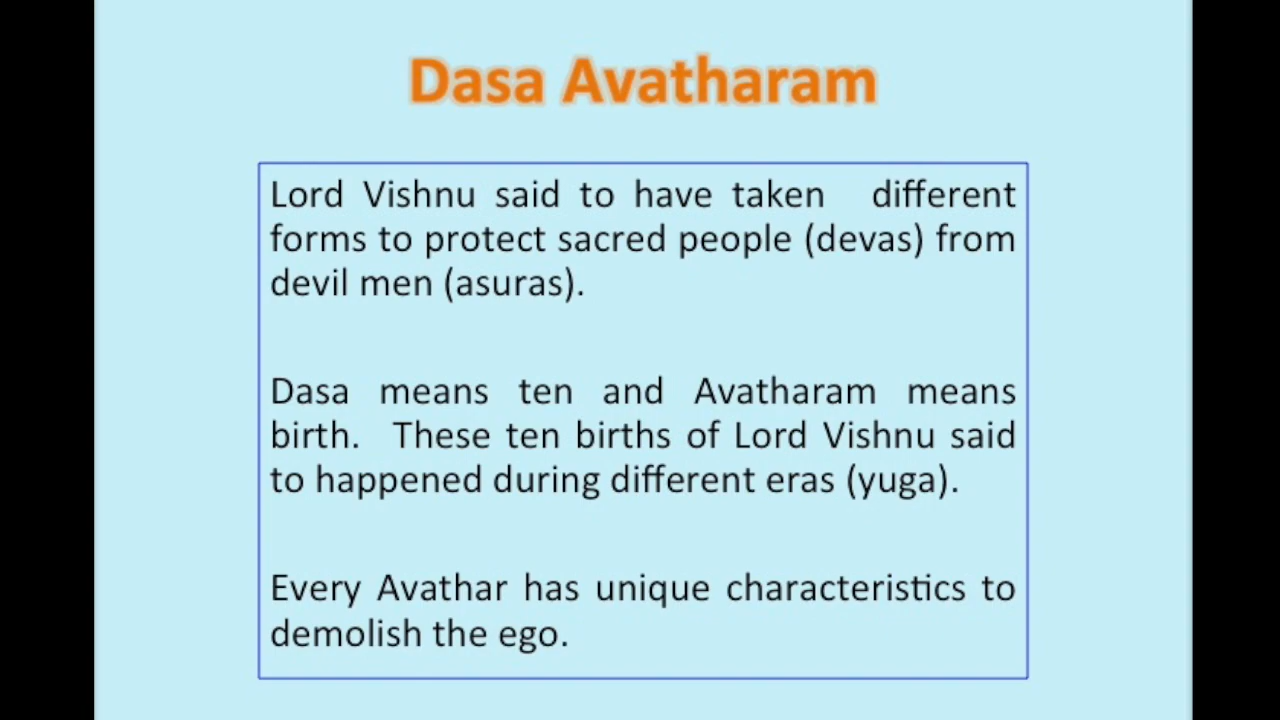 Dasa Avatharam
Lord Vishnu said to have taken different
forms to protect sacred people (devas) from
devil men (asuras).
Dasa means ten and Avatharam means
birth. These ten births of Lord Vishnu said
to happened during different eras (yuga).
Every Avathar has unique characteristics to
demolish the ego.